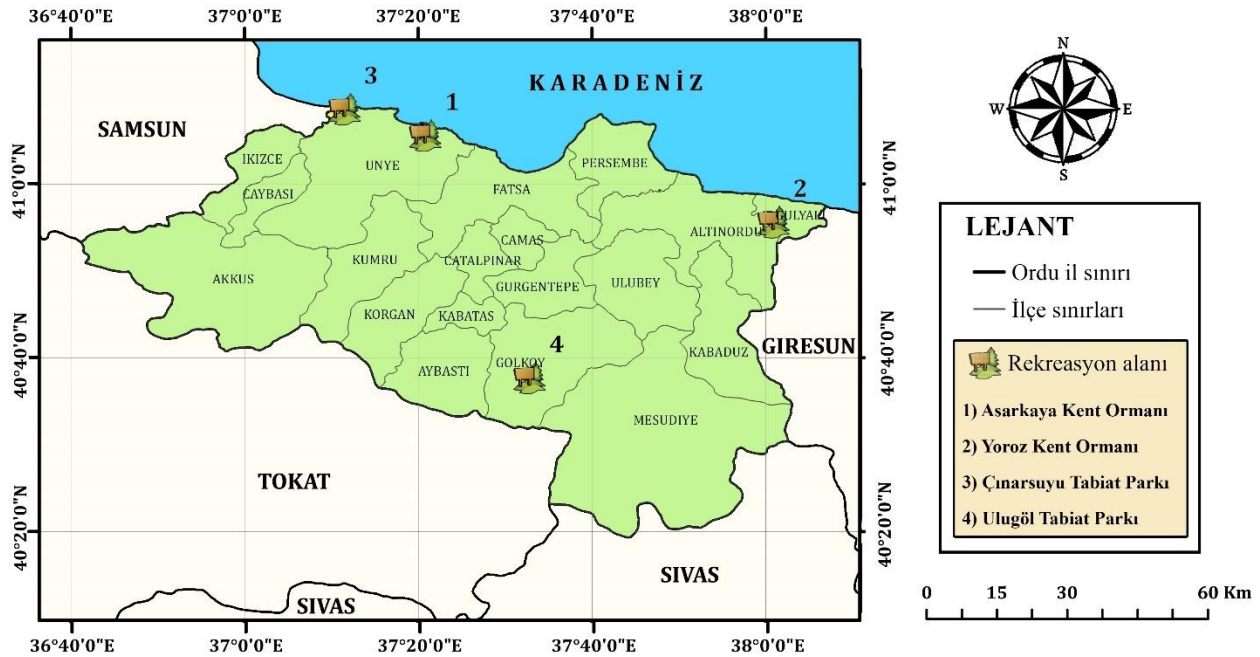 36°40'0"E 37°0'0"E 37°20'0"E 37°40'0"E 38°0'0"E
3
1
KARADENİZ
SAMSUN
IKIZCE
UNYE
PERSEMBE
41°0'0"N
41°0'0"N
CAYBASI
FATSA
2
GULYALI
ALTINORDU
CAMAS
AKKUS
KUMRU
CATALPINAR
ULUBEY
GURGENTEPE
KORGAN
KABATAS
4
GIRESUN
40°40'0"N
40°40'0"N
AYBASTI
GOLKOY
KABADUZ
MESUDIYE
TOKAT
40°20'0"N
40°20'0"N
SIVAS
SIVAS
36°40'0"E 37°0'0"E 37°20'0"E 37°40'0"E 38°0'0"E
N
W E
S
LEJANT
Ordu il sınırı
İlçe sınırları
Rekreasyon alanı
1) Asarkaya Kent Ormanı
2) Yoroz Kent Ormanı
3) Çınarsuyu Tabiat Parkı
4) Ulugöl Tabiat Parkı
0 15 30 60 Km